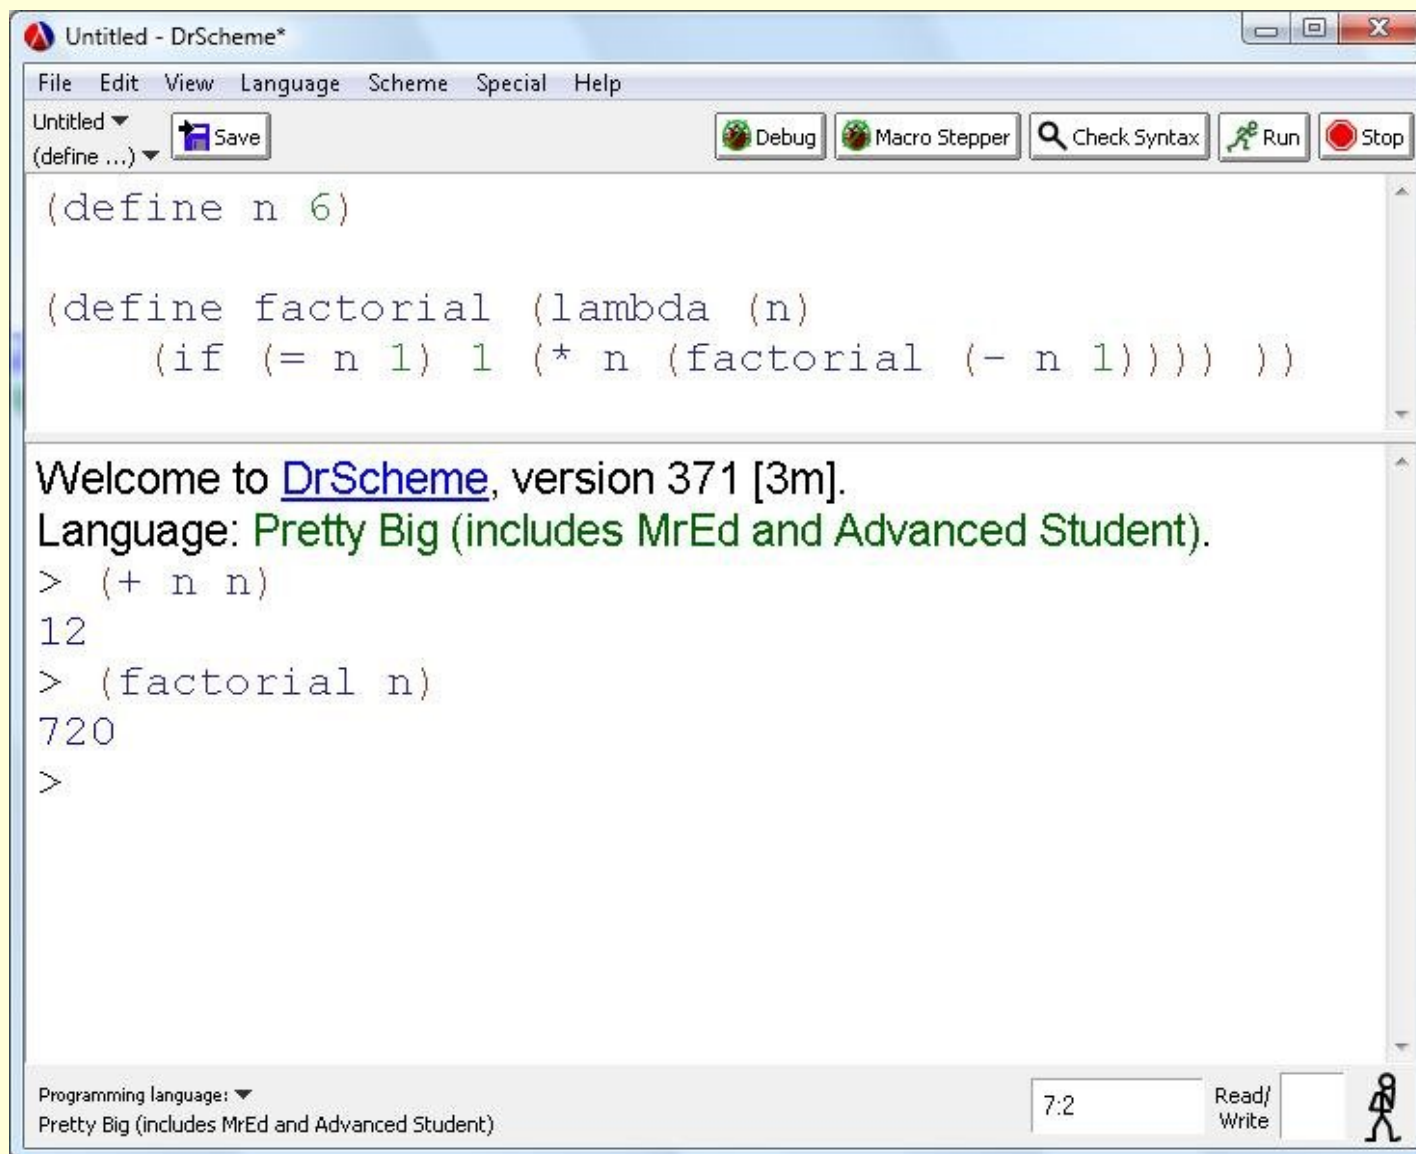 Untitled - DrScheme*
File Edit View Language Scheme Special Help
Untitled
(define ...)
Save
Debug
Macro Stepper
Check Syntax
Run
Stop
(define n 6)
(define factorial (lambda (n)
(if (= n 1) 1 (* n (factorial (- n 1)))) ))
Welcome to DrScheme, version 371 [3m].
Language: Pretty Big (includes MrEd and Advanced Student).
> (+ n n)
12
> (factorial n)
720
>
Programming language:
Pretty Big (includes MrEd and Advanced Student)
7:2
Read/
Write